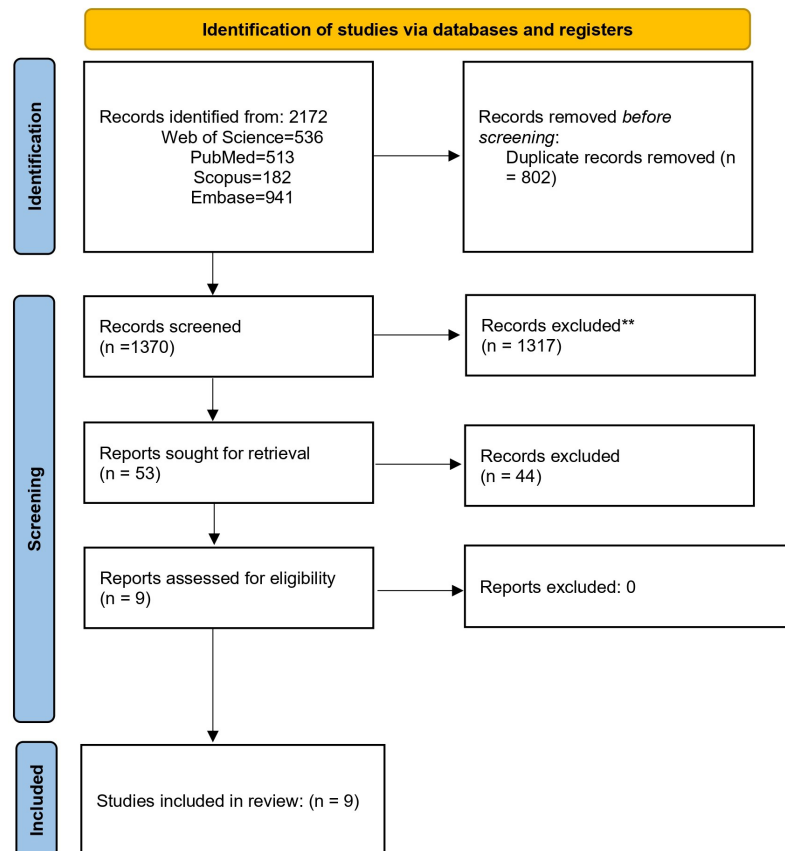 Identification of studies via databases and registers
Identification
Records identified from: 2172
Web of Science=536
PubMed=513
Scopus=182
Embase=941
Records removed before
screening:
Duplicate records removed (n
= 802)
Screening
Records screened
(n =1370)
Records excluded**
(n = 1317)
Reports sought for retrieval
(n = 53)
Records excluded
(n = 44)
Reports assessed for eligibility
(n = 9)
Reports excluded: 0
Included
Studies included in review: (n = 9)